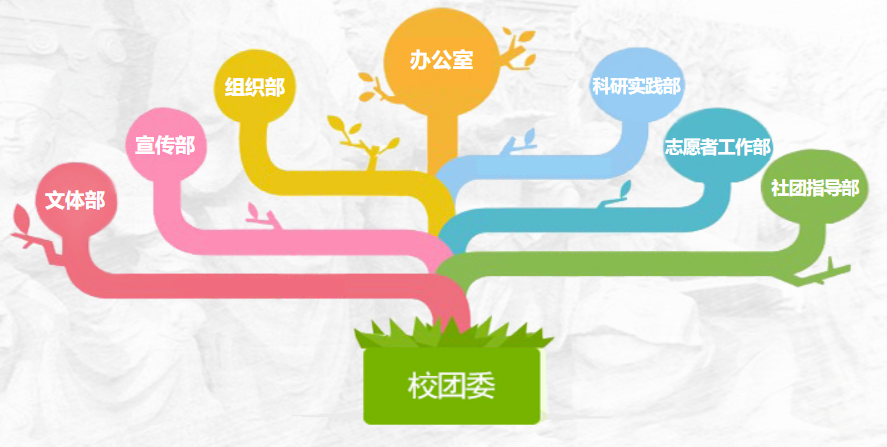 办公室
组织部
科研实践部
宣传部
志愿者工作部
文体部
社团指导部
校团委